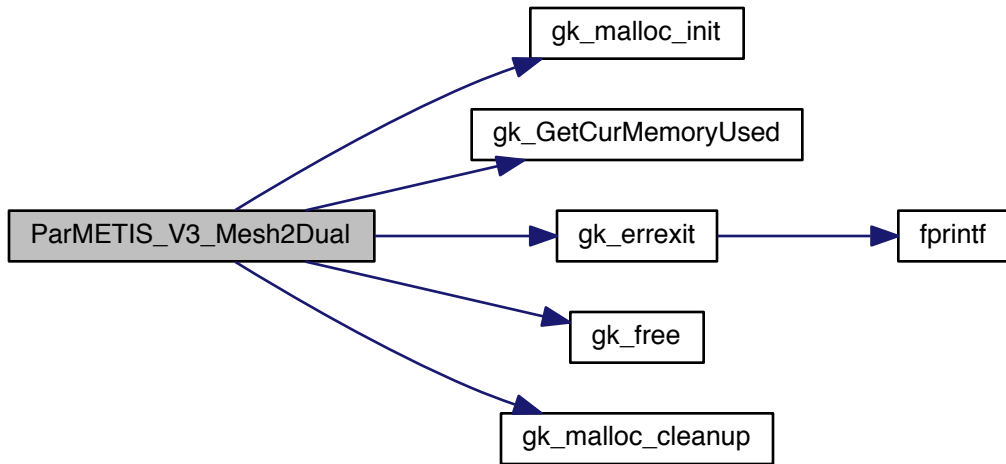 gk_malloc_init
gk_GetCurMemoryUsed
ParMETIS_V3_Mesh2Dual
gk_errexit
fprintf
gk_free
gk_malloc_cleanup